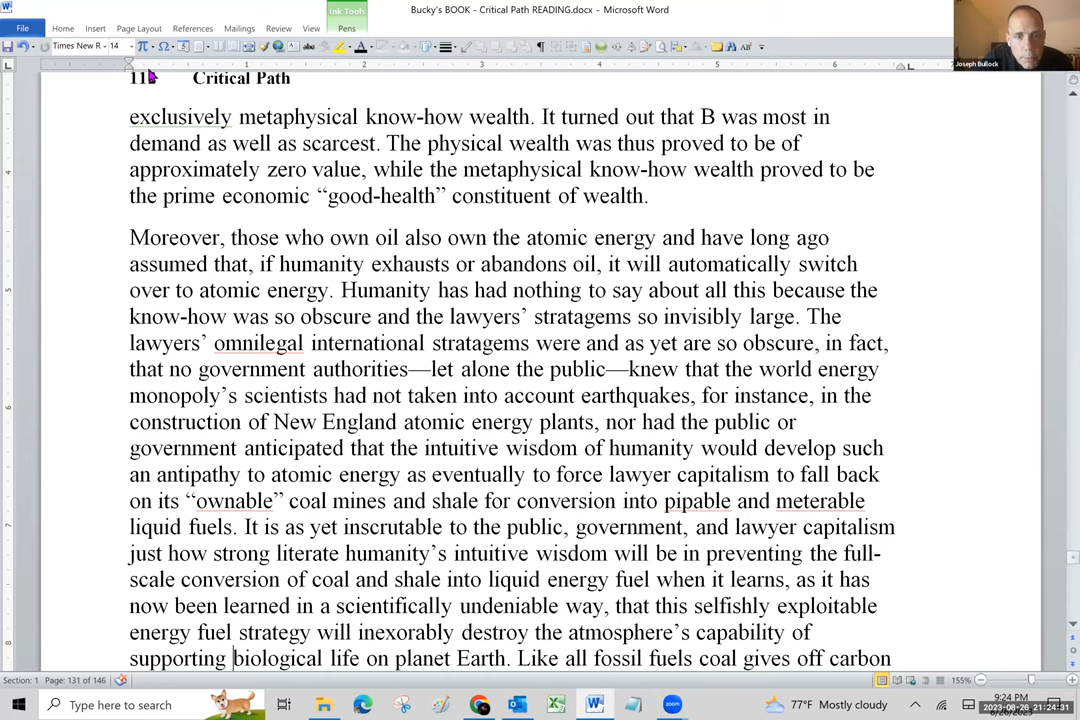 Bucky's BOOK - Critical Path READING.docx - Microsoft Word
Ink Tools
File Home Insert Page Layout References Mailings Review View Pens
Times New R 14
Joseph Bullock
1 2 3 4 5 6
11 Critical Path
exclusively metaphysical know-how wealth. It turned out that B was most in
demand as well as scarcest. The physical wealth was thus proved to be of
approximately zero value, while the metaphysical know-how wealth proved to be
the prime economic “good-health” constituent of wealth.
Moreover, those who own oil also own the atomic energy and have long ago
assumed that, if humanity exhausts or abandons oil, it will automatically switch
over to atomic energy. Humanity has had nothing to say about all this because the
know-how was so obscure and the lawyers’ stratagems so invisibly large. The
lawyers’ omnilegal international stratagems were and as yet are so obscure, in fact,
that no government authorities—let alone the public—knew that the world energy
monopoly’s scientists had not taken into account earthquakes, for instance, in the
construction of New England atomic energy plants, nor had the public or
government anticipated that the intuitive wisdom of humanity would develop such
an antipathy to atomic energy as eventually to force lawyer capitalism to fall back
on its “ownable” coal mines and shale for conversion into pipable and meterable
liquid fuels. It is as yet inscrutable to the public, government, and lawyer capitalism
just how strong literate humanity’s intuitive wisdom will be in preventing the full-
scale conversion of coal and shale into liquid energy fuel when it learns, as it has
now been learned in a scientifically undeniable way, that this selfishly exploitable
energy fuel strategy will inexorably destroy the atmosphere’s capability of
supporting biological life on planet Earth. Like all fossil fuels coal gives off carbon
Section: 1 Page: 131 of 146 155%
Type here to search 77°F Mostly cloudy 9:24 PM
2023-08-26 21:24:31